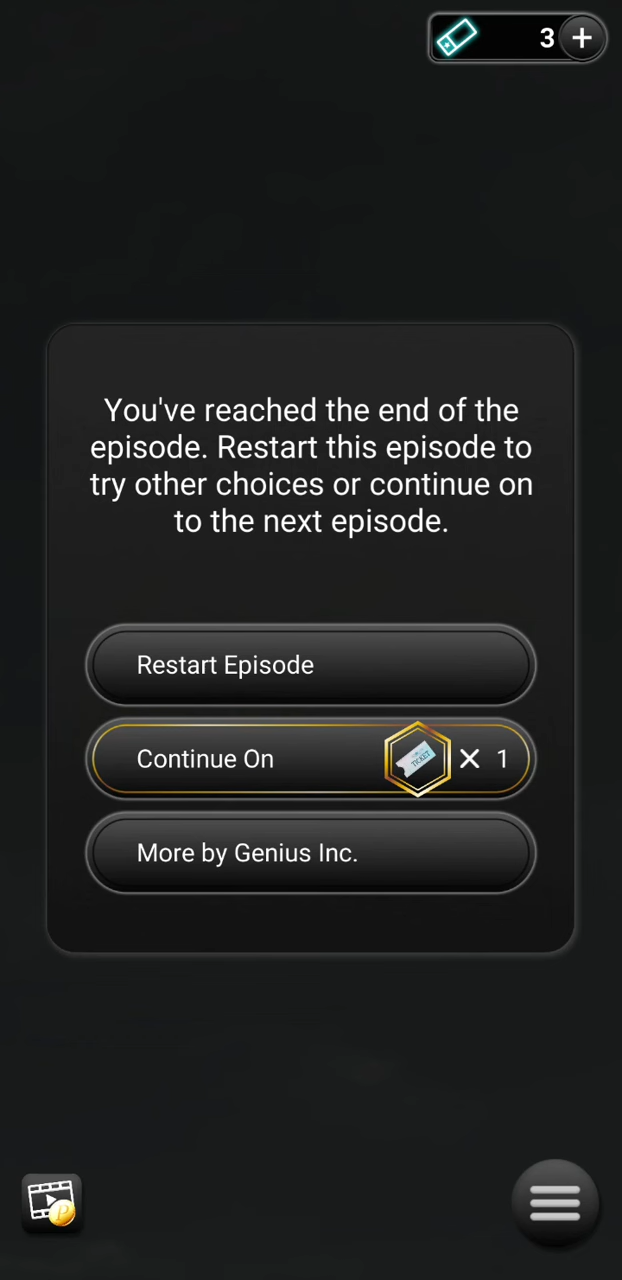 3 +
You've reached the end of the
episode. Restart this episode to
try other choices or continue on
to the next episode.
Restart Episode
Continue On TICKET × 1
More by Genius Inc.
P